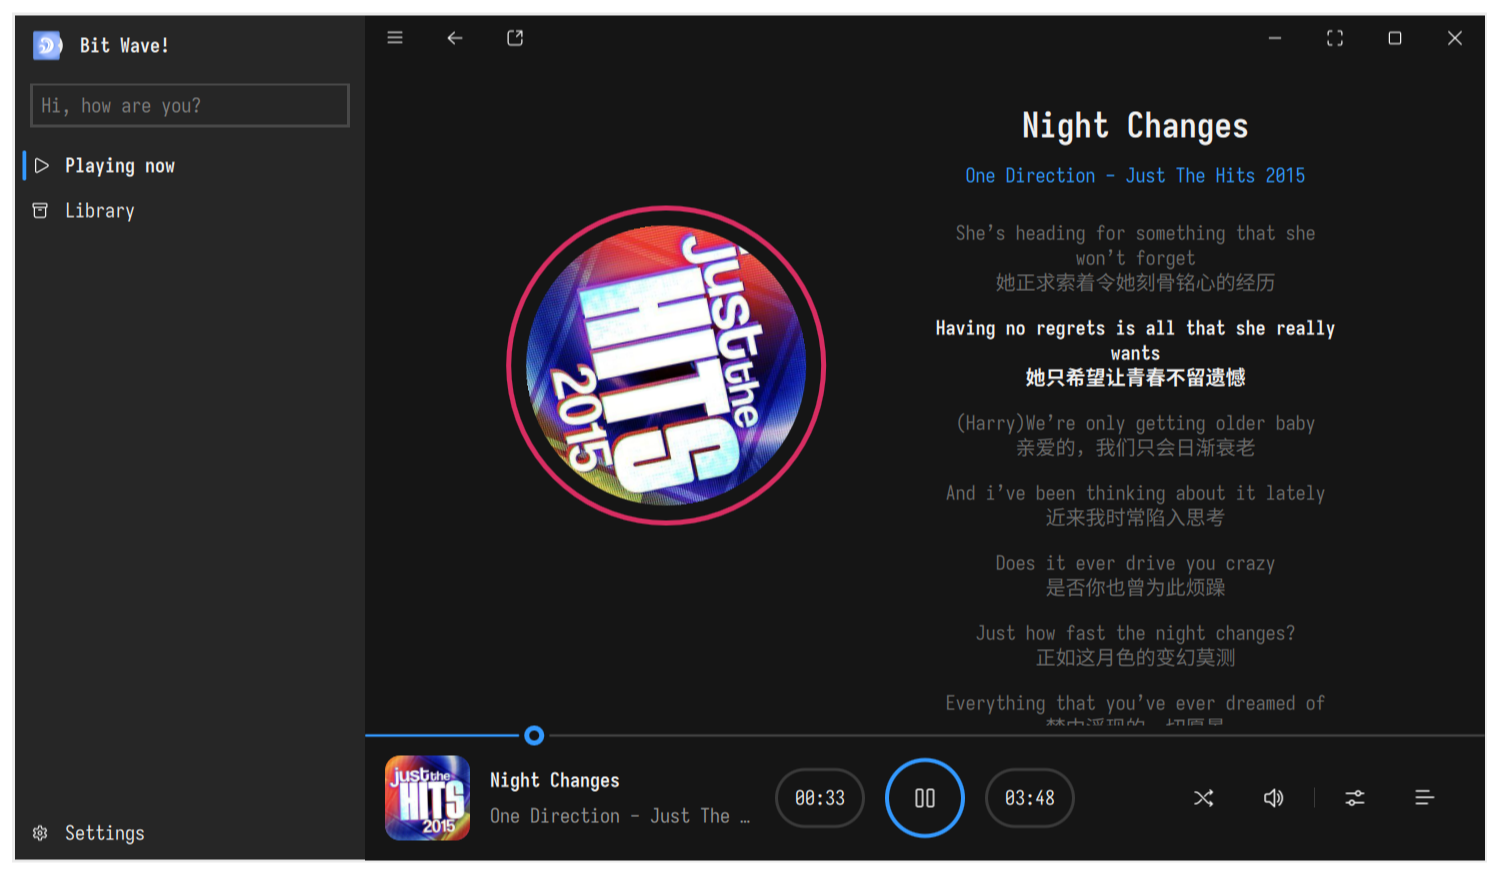 Bit Wave!
Hi, how are you?
Playing now
Library
Settings
just the
HITS
2015
Night Changes
One Direction - Just The Hits 2015
She’s heading for something that she
won’t forget
她正求索着令她刻骨铭心的经历
Having no regrets is all that she really
wants
她只希望让青春不留遗憾
(Harry)We’re only getting older baby
亲爱的，我们只会日渐衰老
And i’ve been thinking about it lately
近来我时常陷入思考
Does it ever drive you crazy
是否你也曾为此烦躁
Just how fast the night changes?
正如这月色的变幻莫测
Everything that you’ve ever dreamed of
just the
HITS
2015
Night Changes
One Direction - Just The …
00:33
03:48